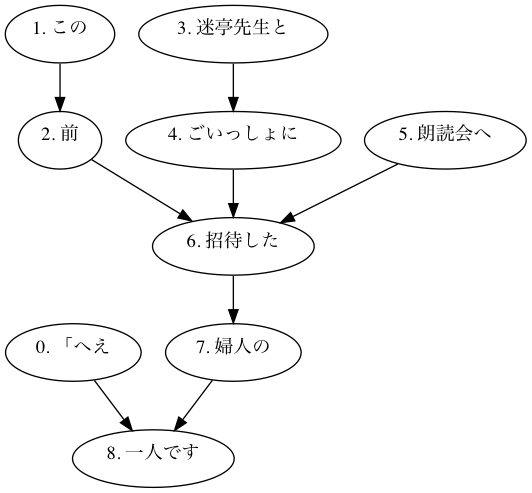 1. この
3. 迷亭先生と
2. 前
4. ごいっしょに
5. 朗読会へ
6. 招待した
0. 「へえ
7. 婦人の
8. 一人です